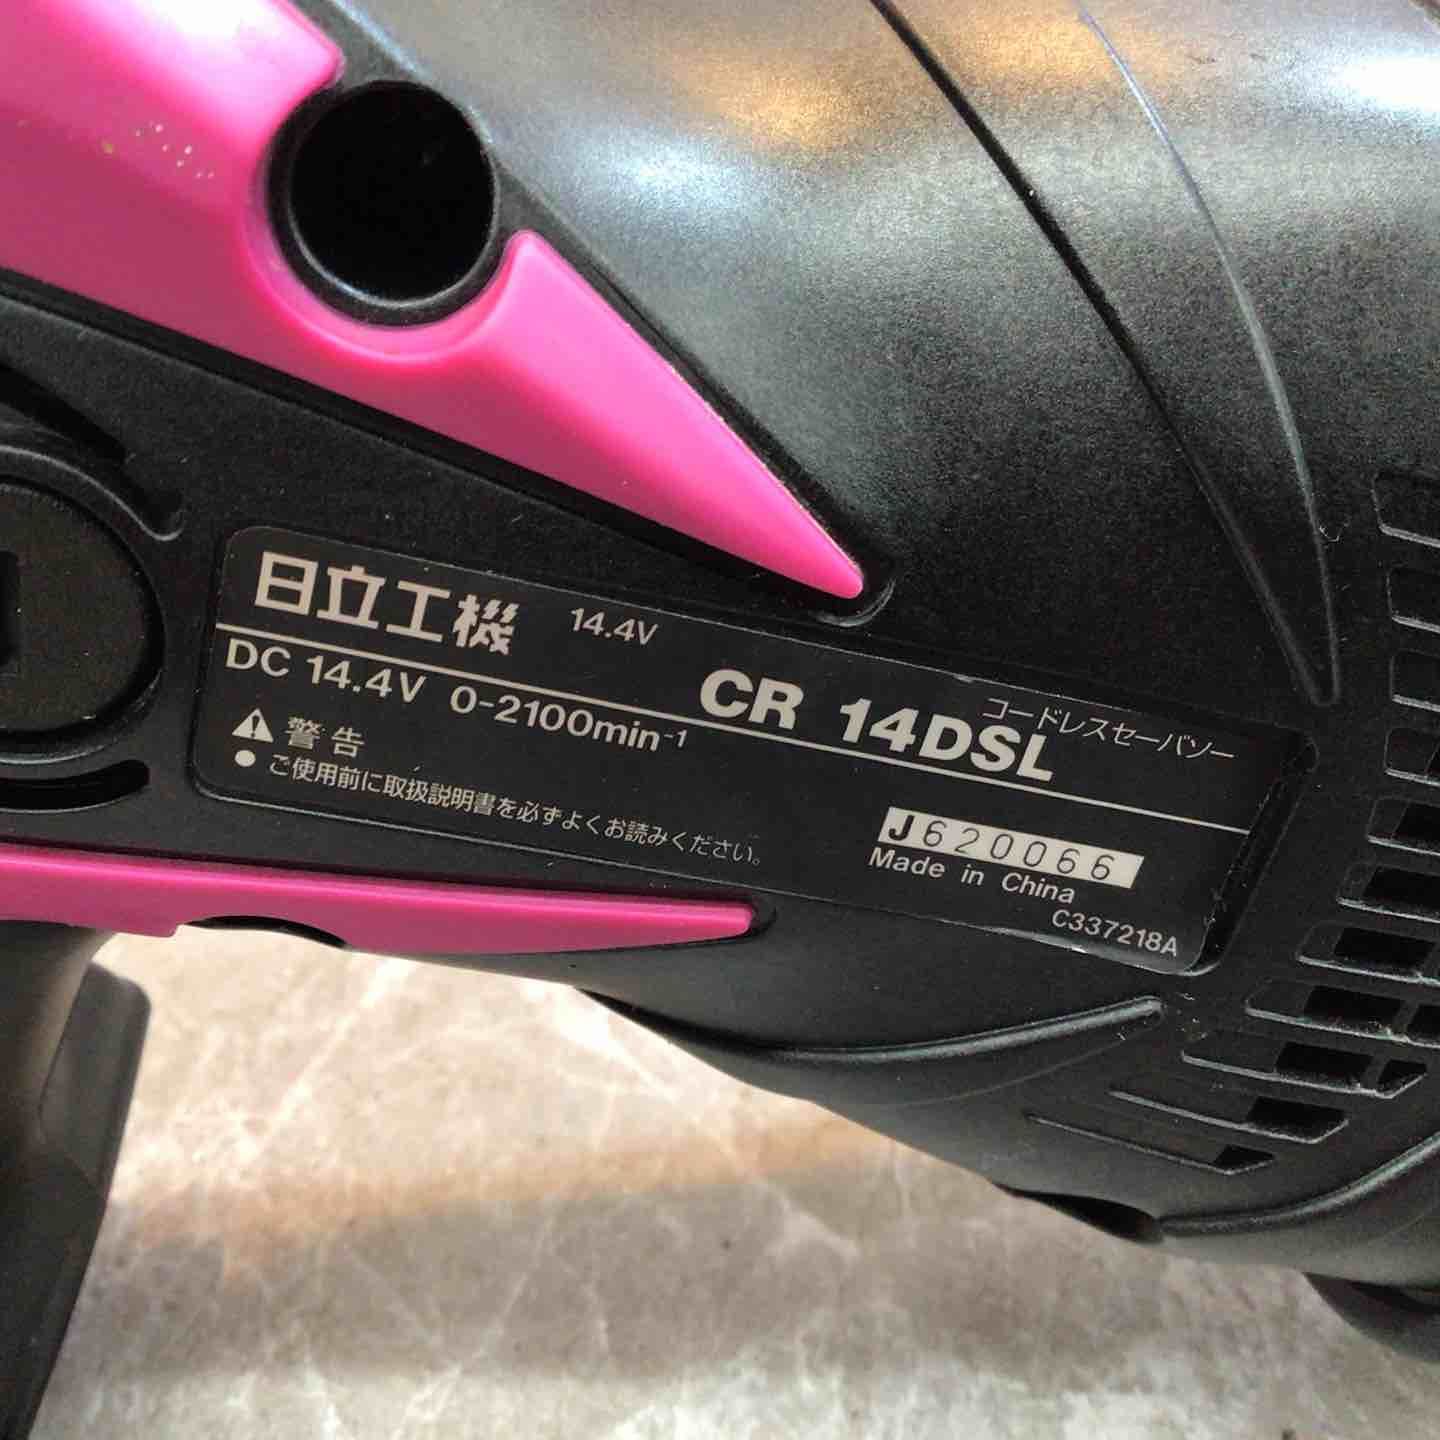 日立工機 14.4V コードレスセーバソー
CR 14DSL
DC 14.4V 0-2100min⁻¹
⚠ 警告
● ご使用前に取扱説明書を必ずよくお読みください。
J620066
Made in China
C337218A